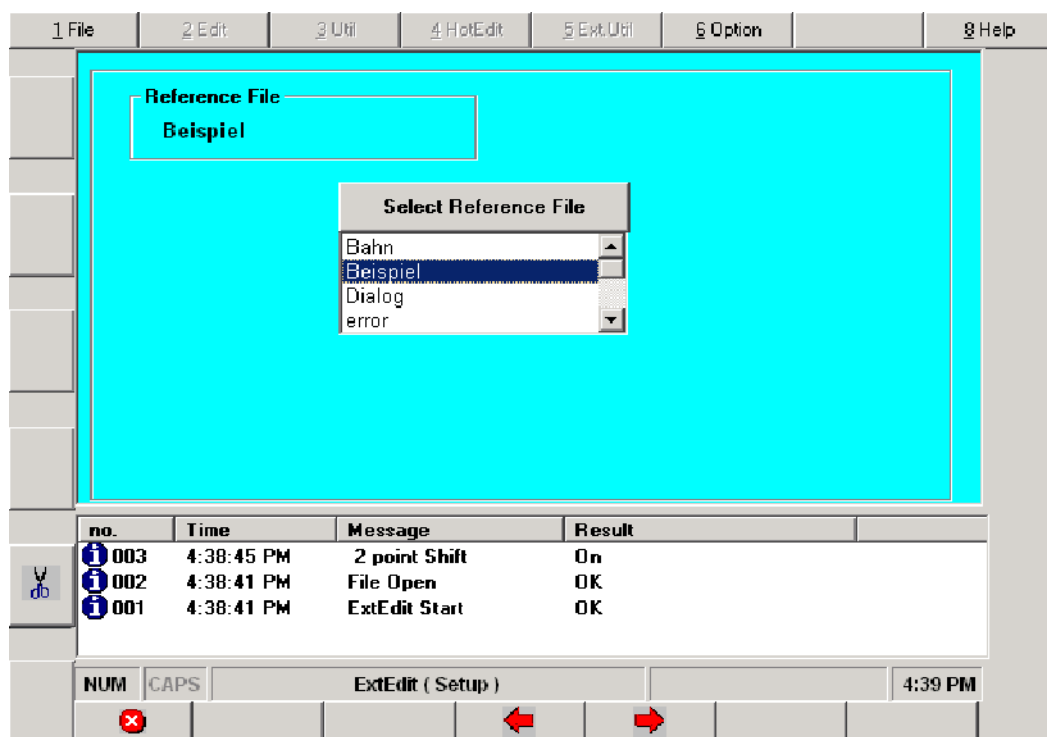 1 File 2 Edit 3 Util 4 HotEdit 5 Ext.Util 6 Option 8 Help
Reference File
Beispiel
Select Reference File
Bahn
Beispiel
Dialog
error
no. Time Message Result
003 4:38:45 PM 2 point Shift On
002 4:38:41 PM File Open OK
001 4:38:41 PM ExtEdit Start OK
NUM CAPS ExtEdit ( Setup ) 4:39 PM